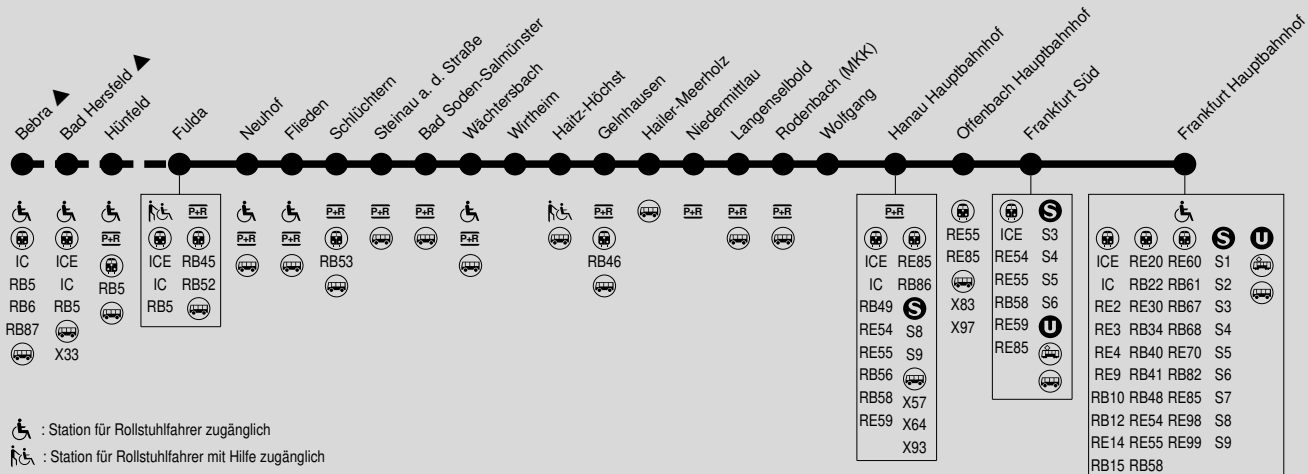 Bebra
Bad Hersfeld
Hünfeld
Fulda
Neuhof
Flieden
Schlüchtern
Steinau a. d. Straße
Bad Soden-Salmünster
Wächtersbach
Wirtheim
Haitz-Höchst
Gelnhausen
Hailer-Meerholz
Niedermittlau
Langenselbold
Rodenbach (MKK)
Wolfgang
Hanau Hauptbahnhof
Offenbach Hauptbahnhof
Frankfurt Süd
Frankfurt Hauptbahnhof
IC
RB5
RB6
RB87
ICE
IC
RB5
X33
P+R
RB5
P+R
ICE RB45
IC RB52
RB5
P+R
P+R
P+R
RB53
P+R
P+R
P+R
P+R
RB46
P+R
P+R
P+R
P+R
ICE RE85
IC RB86
RB49 S
RE54 S8
RE55 S9
RB56
RB58 X57
RE59 X64
X93
RE55
RE85
X83
X97
S
ICE S3
RE54 S4
RE55 S5
RB58 S6
RE59 U
RE85
S U
ICE RE20 RE60 S1
IC RB22 RB61 S2
RE2 RE30 RB67 S3
RE3 RB34 RB68 S4
RE4 RB40 RE70 S5
RE9 RB41 RB82 S6
RB10 RB48 RE85 S7
RB12 RE54 RE98 S8
RE14 RE55 RE99 S9
RB15 RB58
: Station für Rollstuhlfahrer zugänglich
: Station für Rollstuhlfahrer mit Hilfe zugänglich